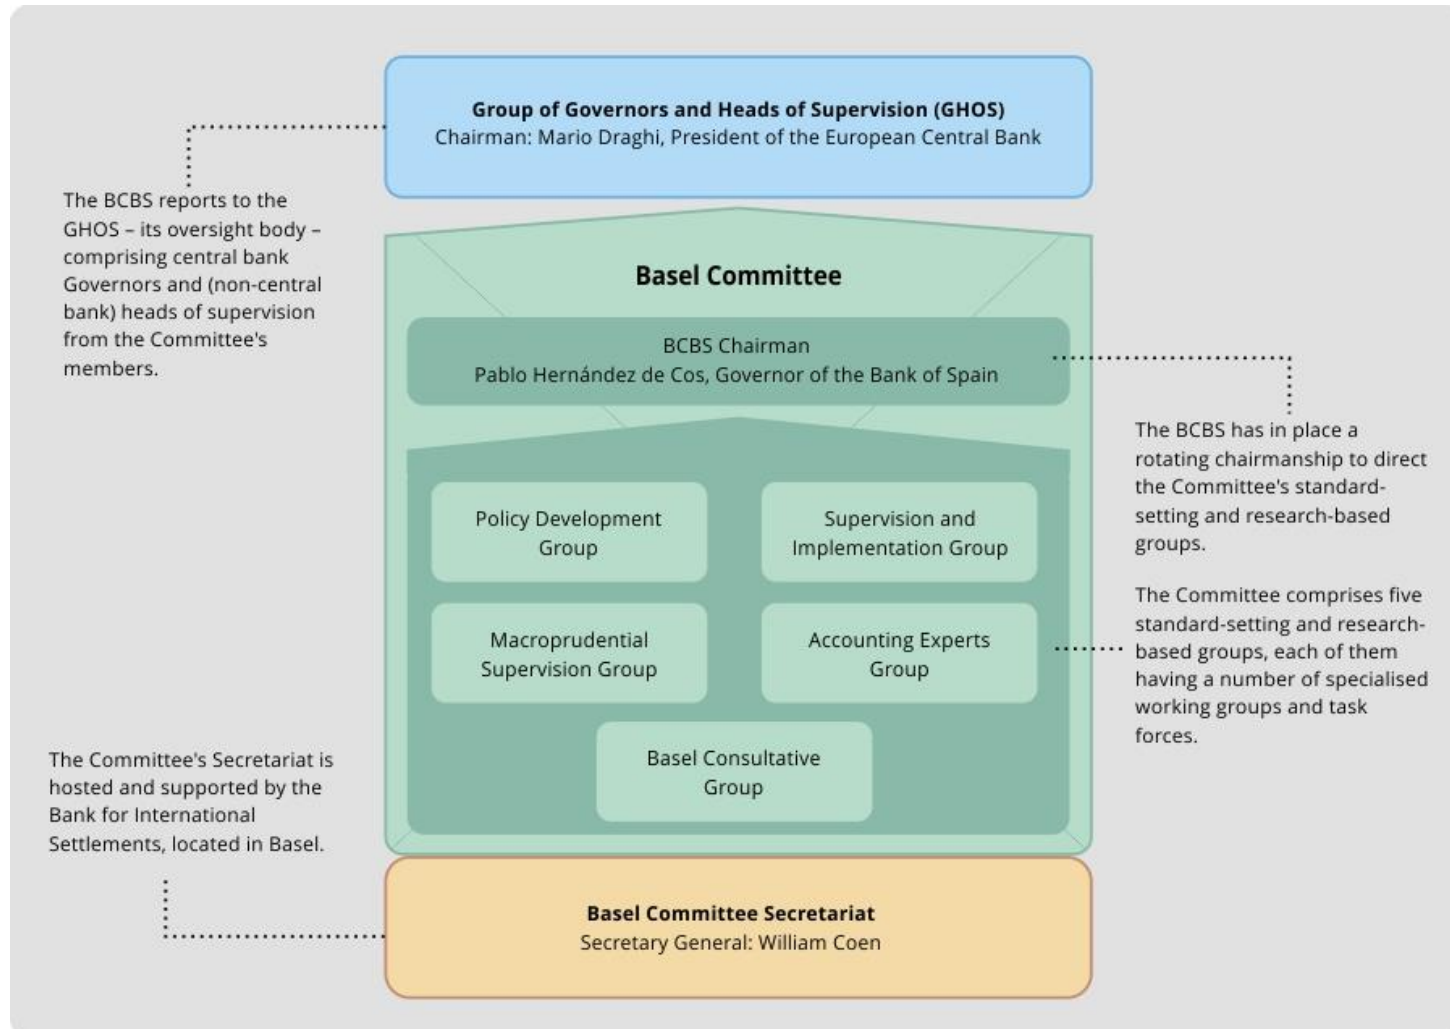 Group of Governors and Heads of Supervision (GHOS)
Chairman: Mario Draghi, President of the European Central Bank
The BCBS reports to the
GHOS – its oversight body –
comprising central bank
Governors and (non-central
bank) heads of supervision
from the Committee's
members.
Basel Committee
BCBS Chairman
Pablo Hernández de Cos, Governor of the Bank of Spain
The BCBS has in place a
rotating chairmanship to direct
the Committee's standard-
setting and research-based
groups.
Policy Development
Group
Supervision and
Implementation Group
Macroprudential
Supervision Group
Accounting Experts
Group
Basel Consultative
Group
The Committee comprises five
standard-setting and research-
based groups, each of them
having a number of specialised
working groups and task
forces.
The Committee's Secretariat is
hosted and supported by the
Bank for International
Settlements, located in Basel.
Basel Committee Secretariat
Secretary General: William Coen